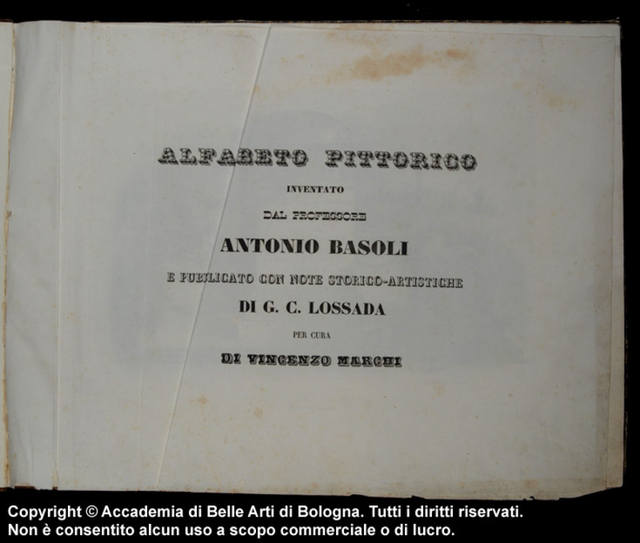 ALFABETO PITTORICO
INVENTATO
DAL PROFESSORE
ANTONIO BASOLI
E PUBLICATO CON NOTE STORICO-ARTISTICHE
DI G. C. LOSSADA
PER CURA
DI VINCENZO MARCHI
Copyright © Accademia di Belle Arti di Bologna. Tutti i diritti riservati.
Non è consentito alcun uso a scopo commerciale o di lucro.